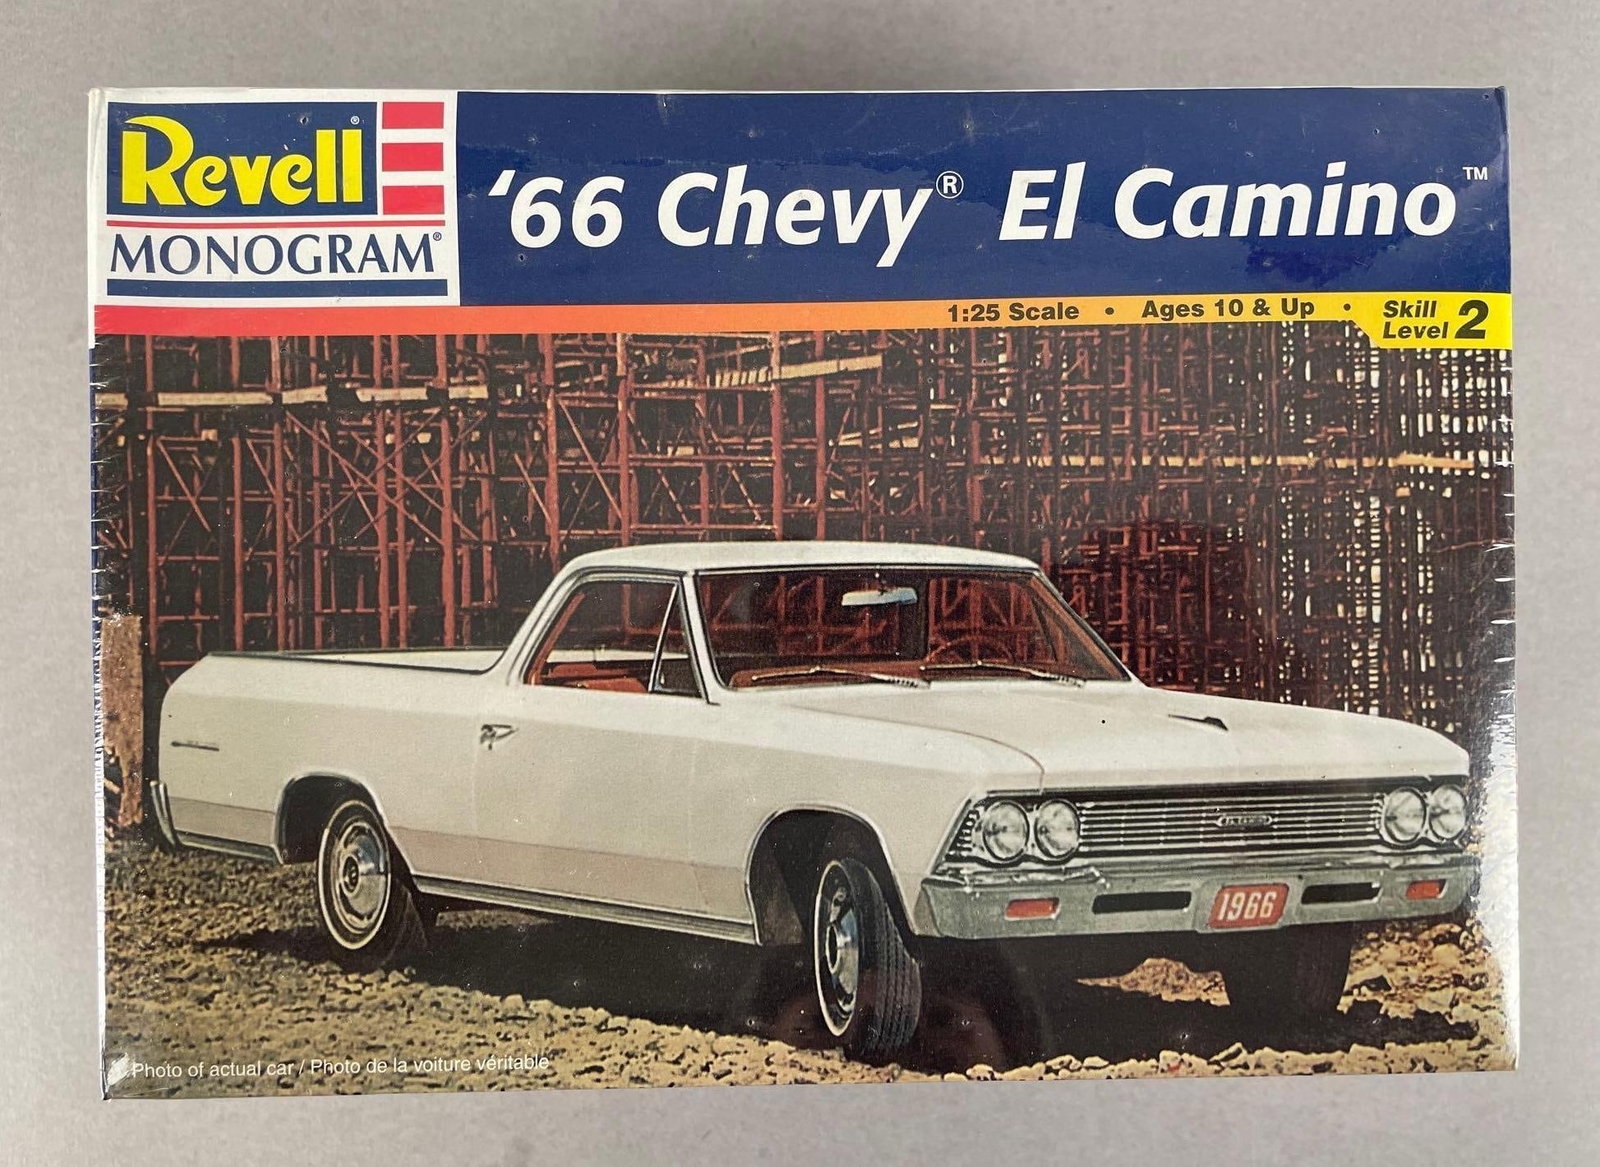 Revell®
MONOGRAM®
'66 Chevy® El Camino™
1:25 Scale • Ages 10 & Up • Skill Level 2
1966
Photo of actual car / Photo de la voiture véritable